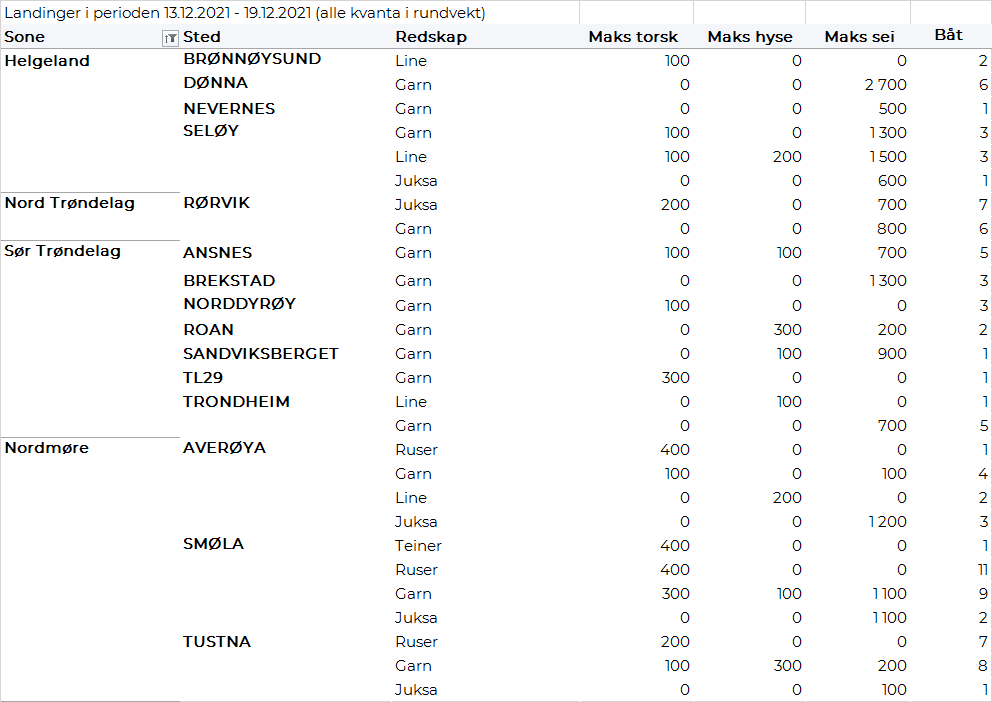 Landinger i perioden 13.12.2021 - 19.12.2021 (alle kvanta i rundvekt)
Sone Sted Redskap Maks torsk Maks hyse Maks sei Båt
Helgeland BRØNNØYSUND Line 100 0 0 2
DØNNA Garn 0 0 2 700 6
NEVERNES Garn 0 0 500 1
SELØY Garn 100 0 1 300 3
Line 100 200 1 500 3
Juksa 0 0 600 1
Nord Trøndelag RØRVIK Juksa 200 0 700 7
Garn 0 0 800 6
Sør Trøndelag ANSNES Garn 100 100 700 5
BREKSTAD Garn 0 0 1 300 3
NORDDYRØY Garn 100 0 0 3
ROAN Garn 0 300 200 2
SANDVIKSBERGET Garn 0 100 900 1
TL29 Garn 300 0 0 1
TRONDHEIM Line 0 100 0 1
Garn 0 0 700 5
Nordmøre AVERØYA Ruser 400 0 0 1
Garn 100 0 100 4
Line 0 200 0 2
Juksa 0 0 1 200 3
SMØLA Teiner 400 0 0 1
Ruser 400 0 0 11
Garn 300 100 1 100 9
Juksa 0 0 1 100 2
TUSTNA Ruser 200 0 0 7
Garn 100 300 200 8
Juksa 0 0 100 1